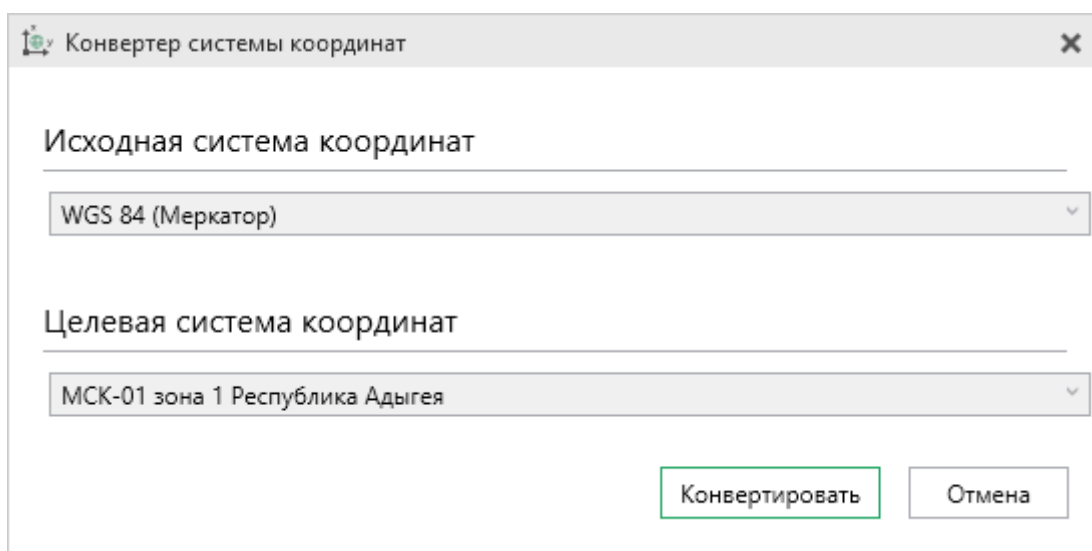 Конвертер системы координат
Исходная система координат
WGS 84 (Меркатор)
Целевая система координат
МСК-01 зона 1 Республика Адыгея
Конвертировать Отмена